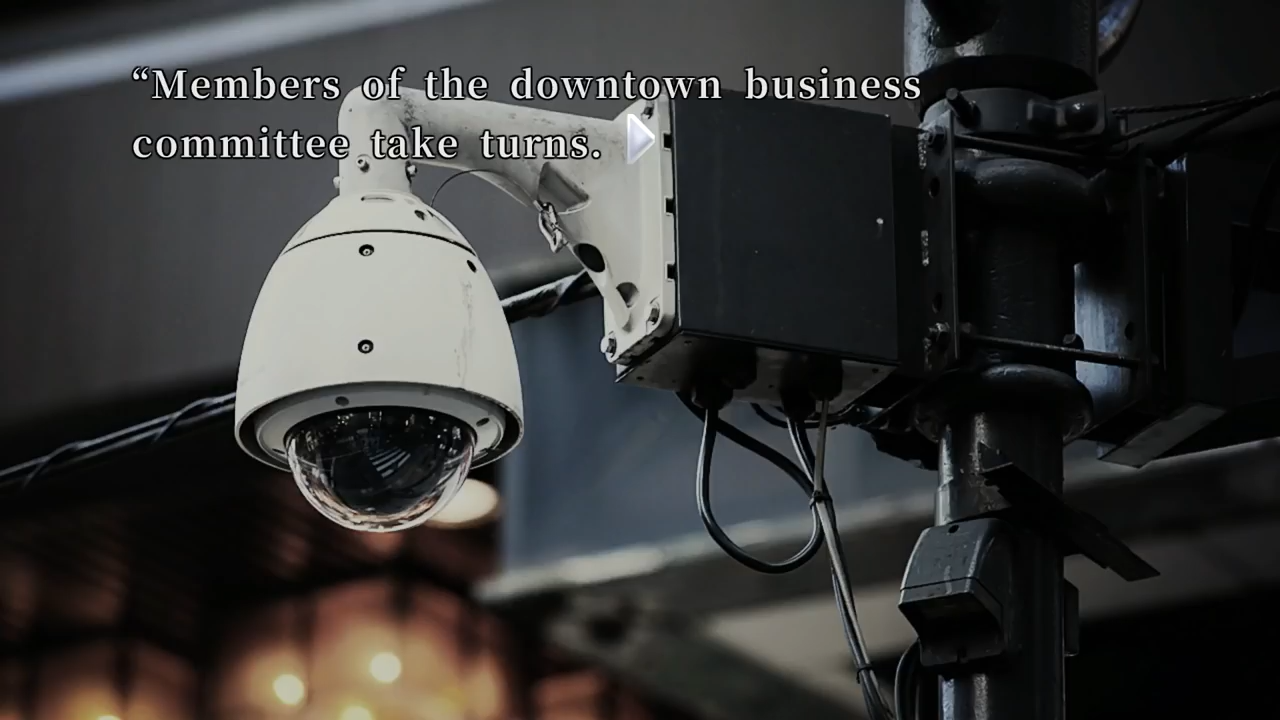 “Members of the downtown business
committee take turns.